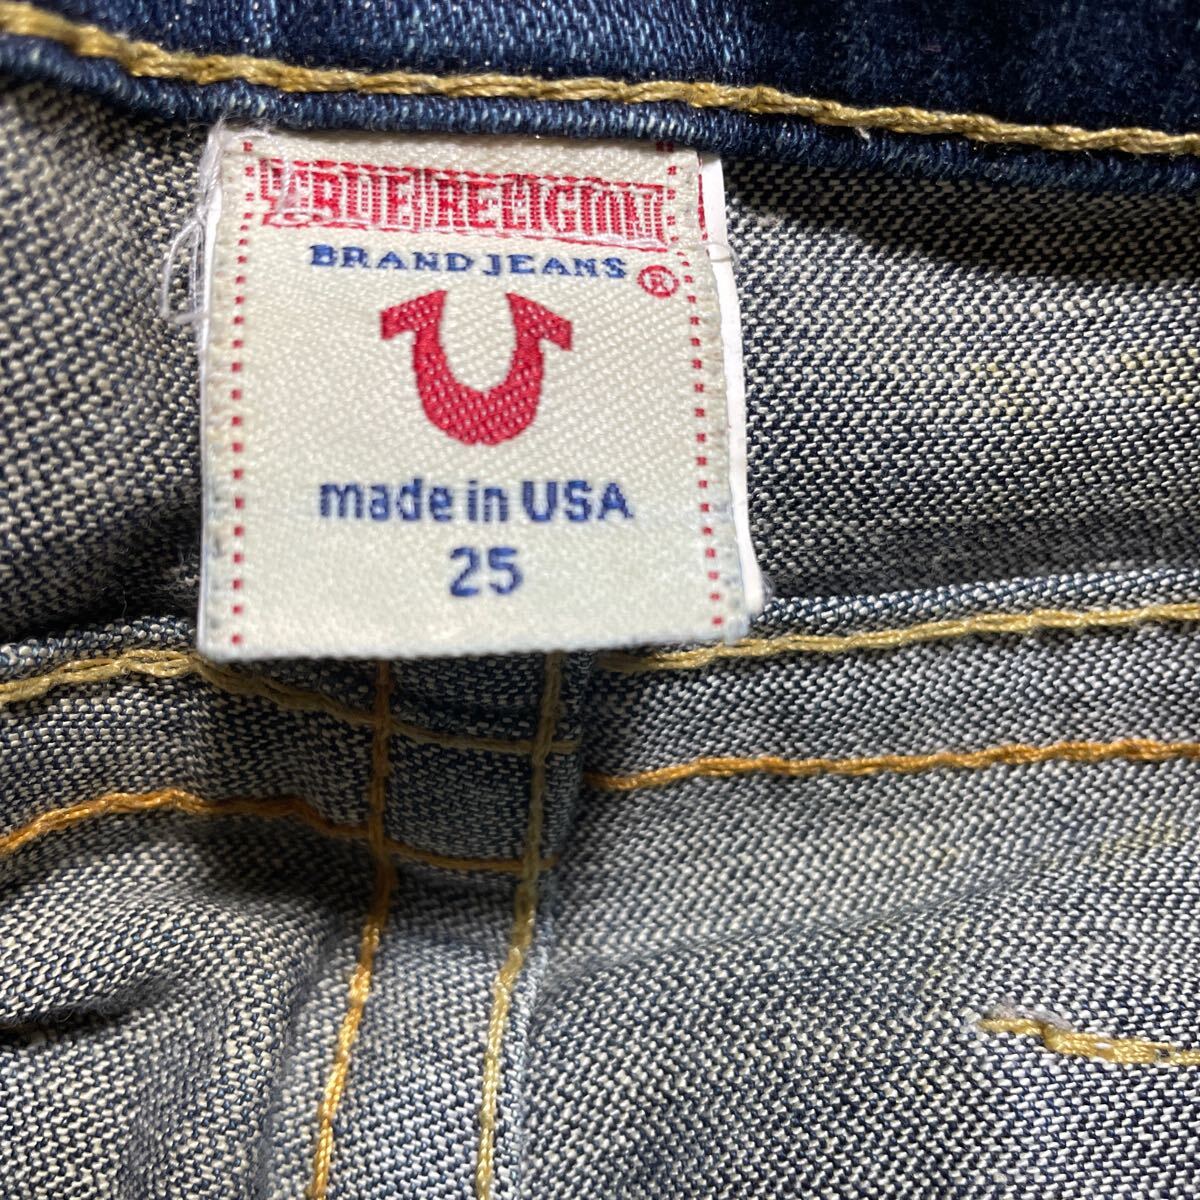 TRUE RELIGION
BRAND JEANS ®
made in USA
25